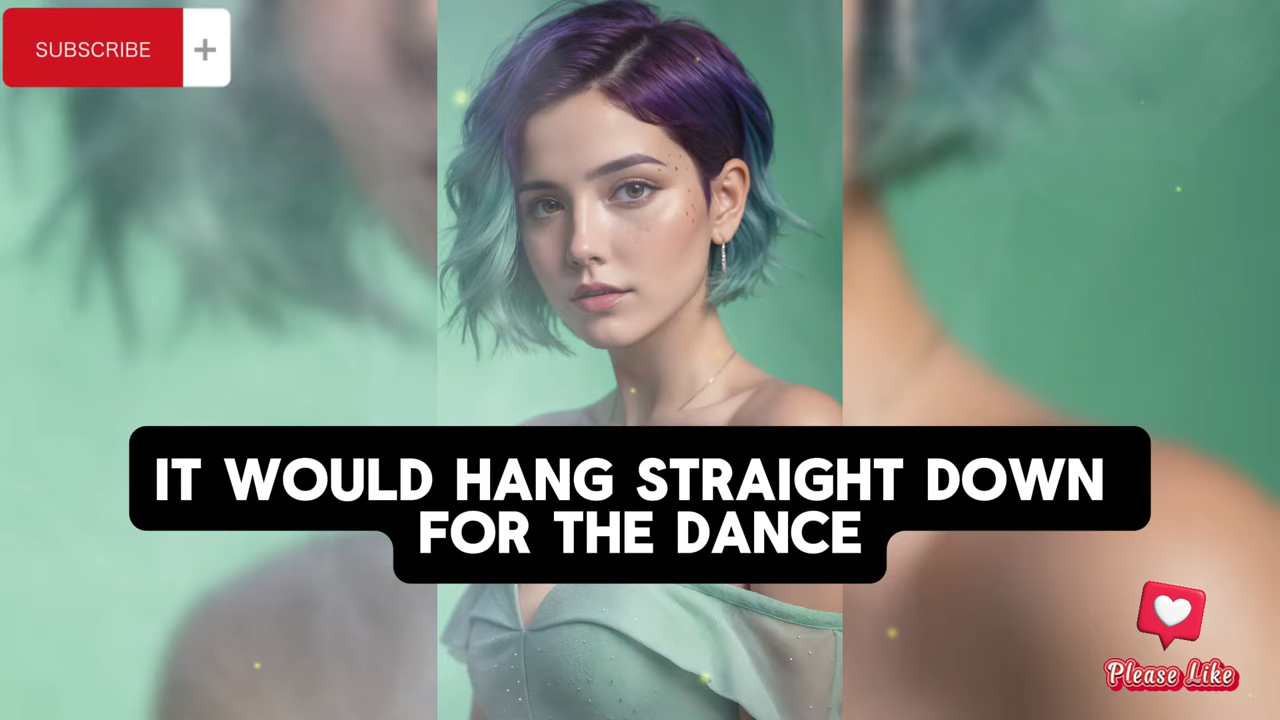 SUBSCRIBE +
IT WOULD HANG STRAIGHT DOWN
FOR THE DANCE
Please Like